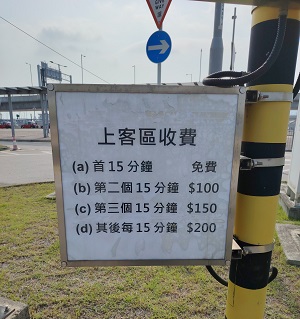 上客區收費
(a) 首 15 分鐘 免費
(b) 第二個 15 分鐘 $100
(c) 第三個 15 分鐘 $150
(d) 其後每 15 分鐘 $200